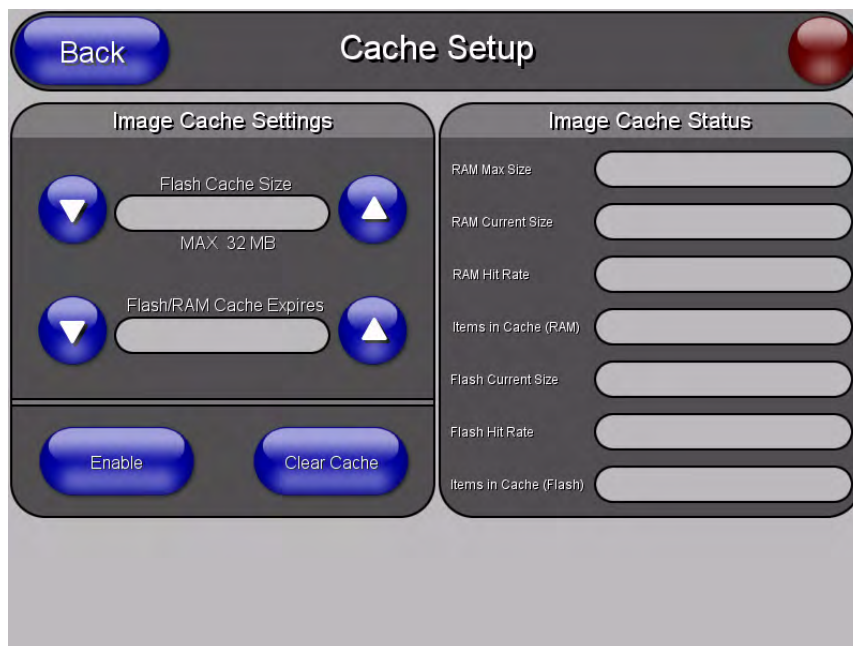 Back
Cache Setup
Image Cache Settings
Flash Cache Size
MAX 32 MB
Flash/RAM Cache Expires
Enable
Clear Cache
Image Cache Status
RAM Max Size
RAM Current Size
RAM Hit Rate
Items in Cache (RAM)
Flash Current Size
Flash Hit Rate
Items in Cache (Flash)